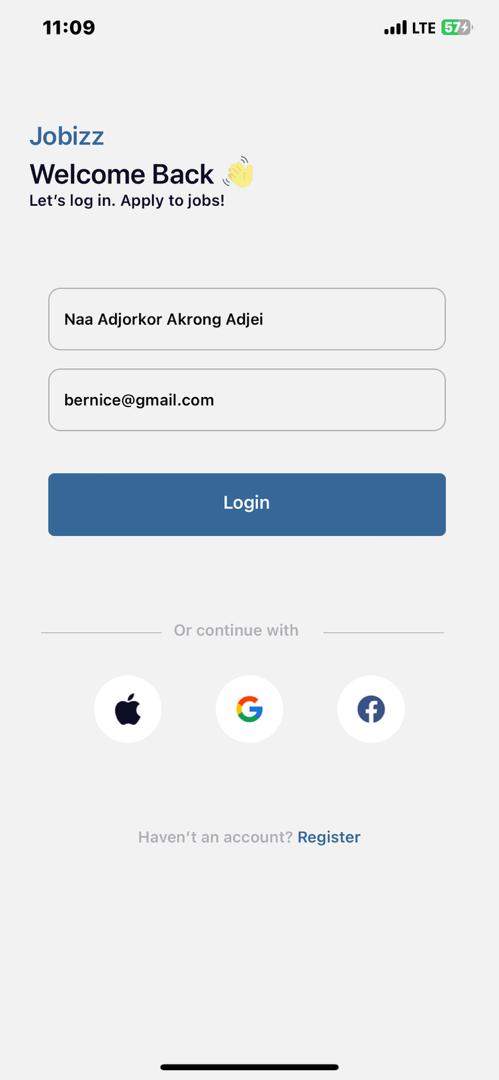 11:09
LTE 57
Jobizz
Welcome Back 👋
Let's log in. Apply to jobs!
Naa Adjorkor Akrong Adjei
bernice@gmail.com
Login
Or continue with
Haven't an account? Register